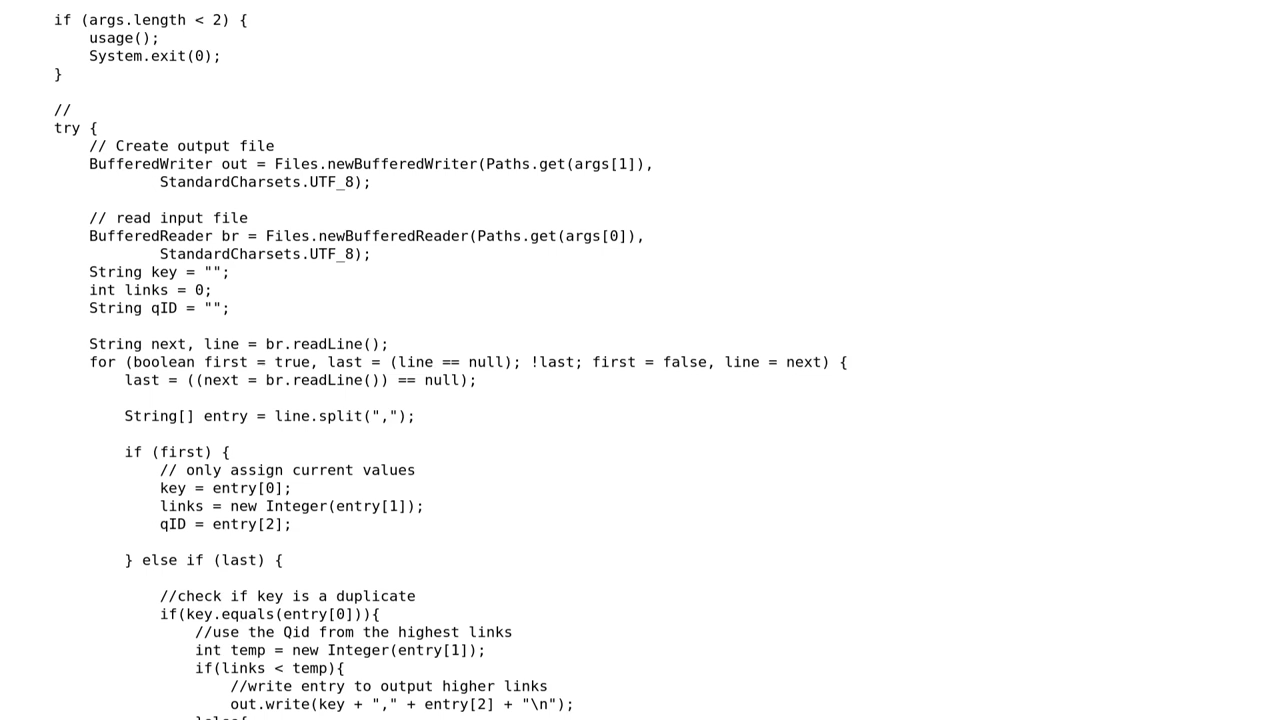 if (args.length < 2) {
    usage();
    System.exit(0);
}

//
try {
    // Create output file
    BufferedWriter out = Files.newBufferedWriter(Paths.get(args[1]),
            StandardCharsets.UTF_8);

    // read input file
    BufferedReader br = Files.newBufferedReader(Paths.get(args[0]),
            StandardCharsets.UTF_8);
    String key = "";
    int links = 0;
    String qID = "";

    String next, line = br.readLine();
    for (boolean first = true, last = (line == null); !last; first = false, line = next) {
        last = ((next = br.readLine()) == null);

        String[] entry = line.split(",");

        if (first) {
            // only assign current values
            key = entry[0];
            links = new Integer(entry[1]);
            qID = entry[2];

        } else if (last) {

            //check if key is a duplicate
            if(key.equals(entry[0])){
                //use the Qid from the highest links
                int temp = new Integer(entry[1]);
                if(links < temp){
                    //write entry to output higher links
                    out.write(key + "," + entry[2] + "\n");
                }else{